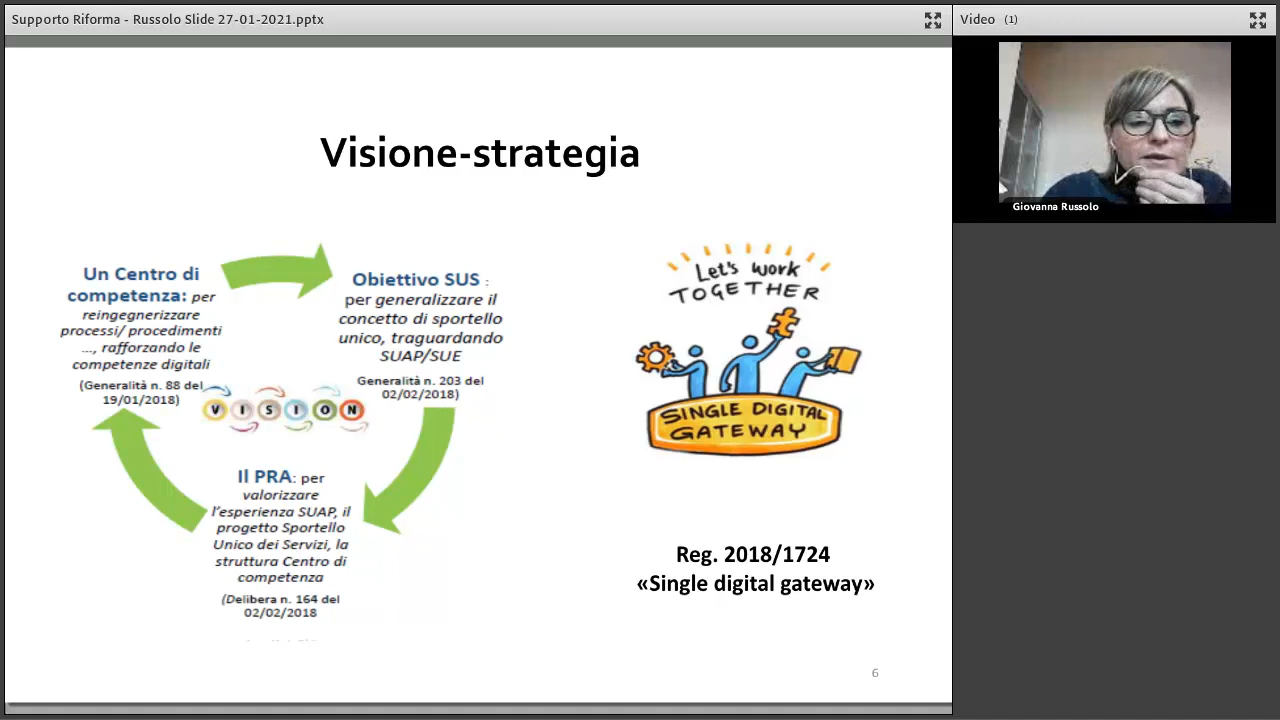 Supporto Riforma - Russolo Slide 27-01-2021.pptx
Video (1)
Giovanna Russolo
Visione-strategia
Un Centro di
competenza: per
reingegnerizzare
processi/ procedimenti
..., rafforzando le
competenze digitali
(Generalità n. 88 del
19/01/2018)
Obiettivo SUS :
per generalizzare il
concetto di sportello
unico, traguardando
SUAP/SUE
Generalità n. 203 del
02/02/2018)
VISION
Il PRA: per
valorizzare
l'esperienza SUAP, il
progetto Sportello
Unico dei Servizi, la
struttura Centro di
competenza
(Delibera n. 164 del
02/02/2018
Let's work
TOGETHER
SINGLE DIGITAL
GATEWAY
Reg. 2018/1724
«Single digital gateway»
6